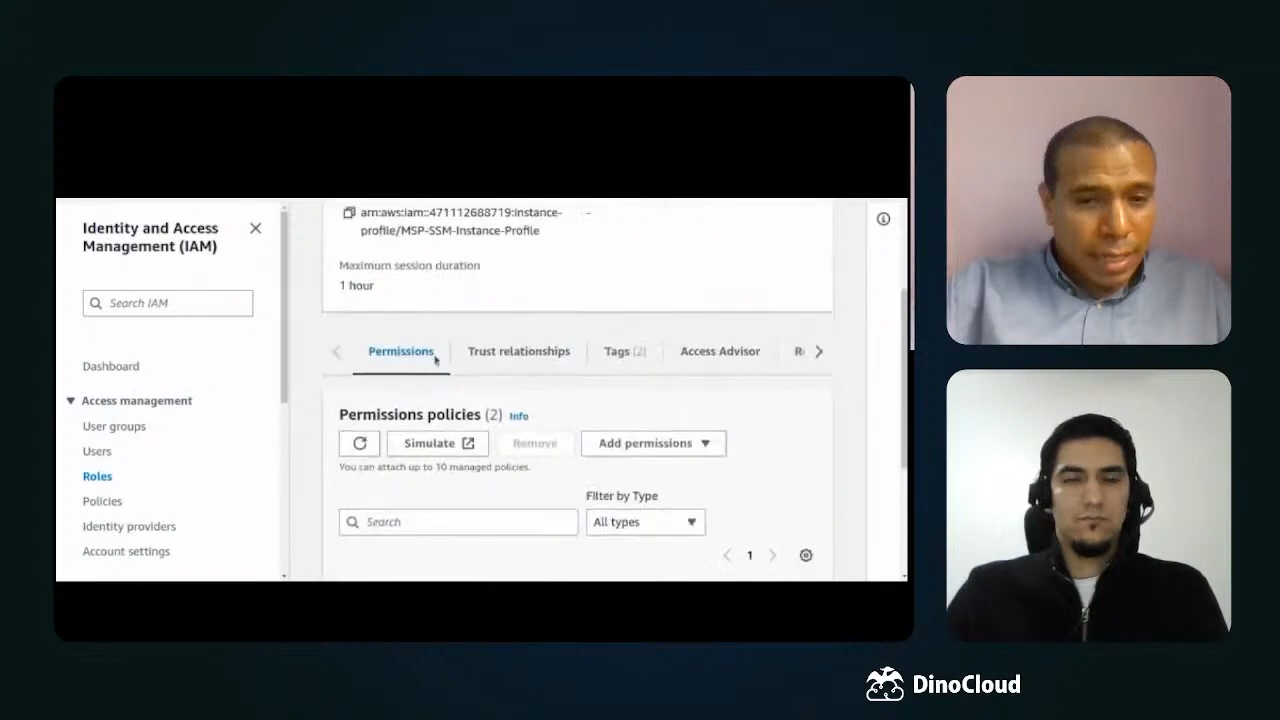 Identity and Access
Management (IAM)
Search IAM
Dashboard
Access management
User groups
Users
Roles
Policies
Identity providers
Account settings
arn:aws:iam::471112688719:instance-
profile/MSP-SSM-Instance-Profile
Maximum session duration
1 hour
Permissions
Trust relationships
Tags (2)
Access Advisor
Permissions policies (2) Info
Simulate
Remove
Add permissions
You can attach up to 10 managed policies.
Filter by Type
Search
All types
1
DinoCloud